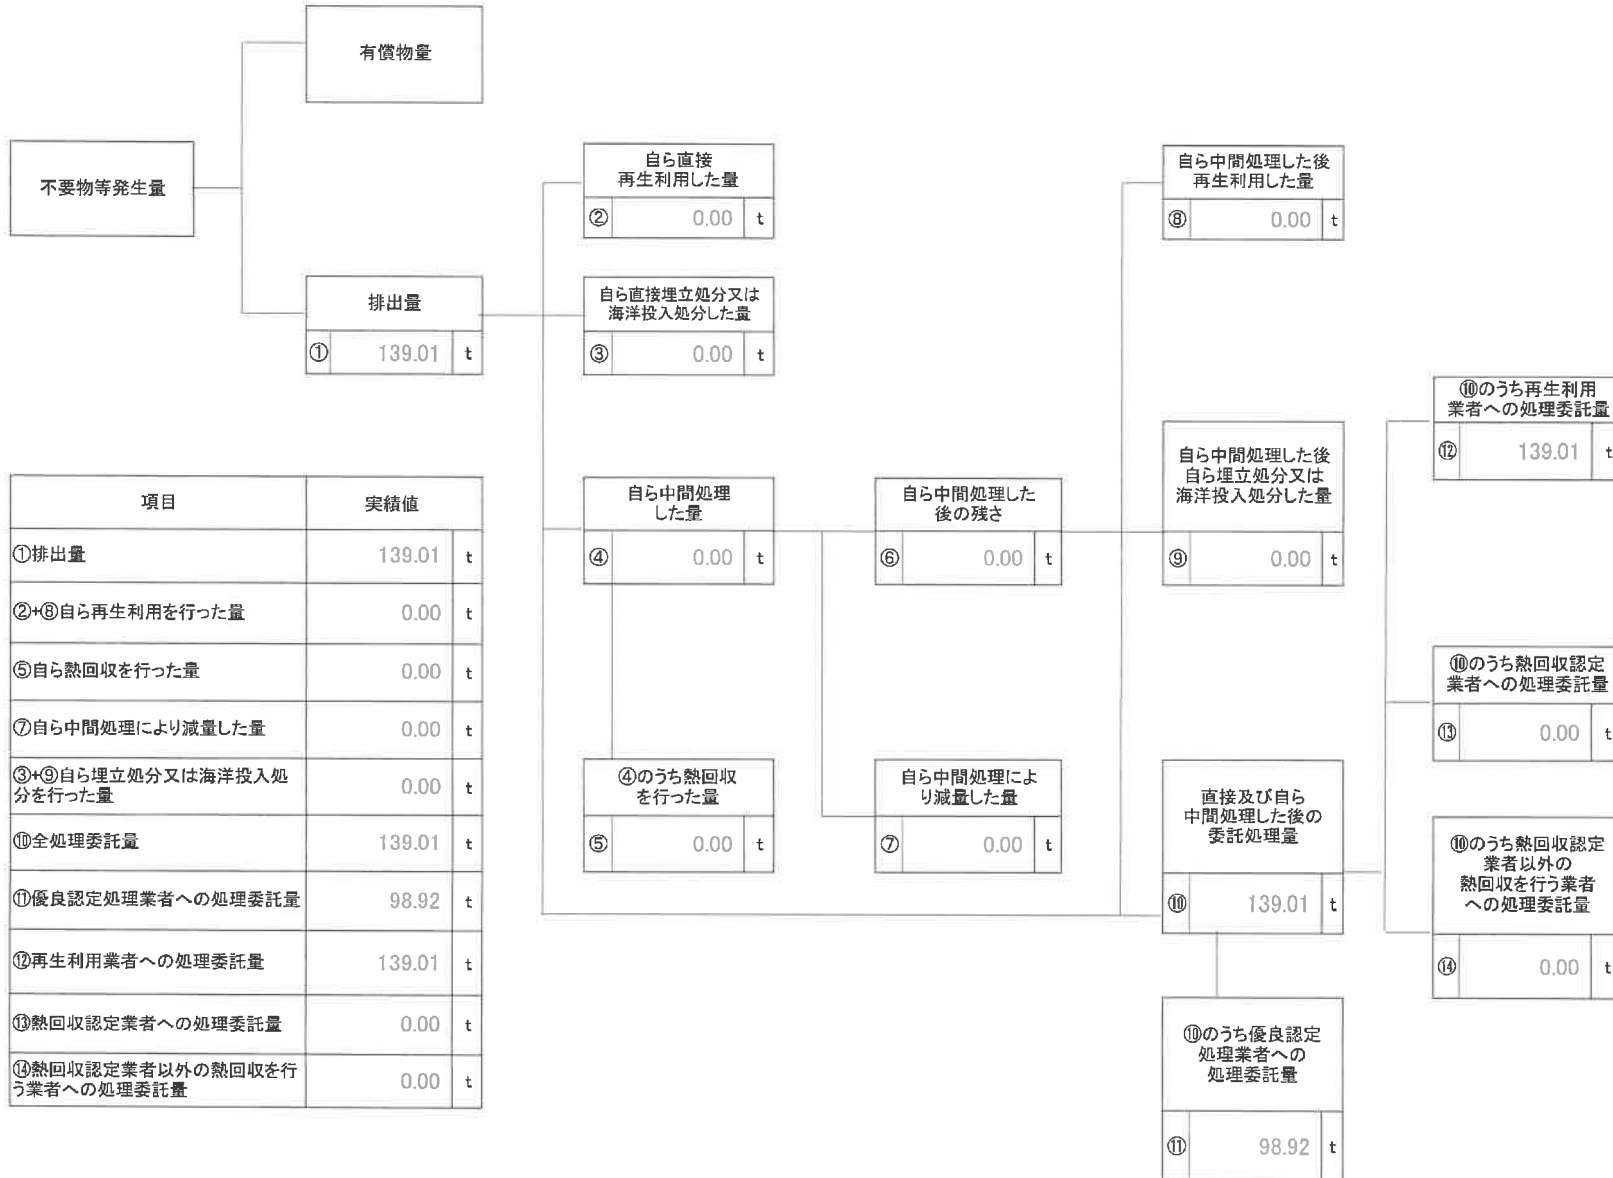 有償物量
不要物等発生量
排出量
① 139.01 t
自ら直接
再生利用した量
② 0.00 t
自ら直接埋立処分又は
海洋投入処分した量
③ 0.00 t
自ら中間処理
した量
④ 0.00 t
④のうち熱回収
を行った量
⑤ 0.00 t
自ら中間処理した
後の残さ
⑥ 0.00 t
自ら中間処理によ
り減量した量
⑦ 0.00 t
自ら中間処理した後
再生利用した量
⑧ 0.00 t
自ら中間処理した後
自ら埋立処分又は
海洋投入処分した量
⑨ 0.00 t
直接及び自ら
中間処理した後の
委託処理量
⑩ 139.01 t
⑩のうち優良認定
処理業者への
処理委託量
⑪ 98.92 t
⑩のうち再生利用
業者への処理委託量
⑫ 139.01 t
⑩のうち熱回収認定
業者への処理委託量
⑬ 0.00 t
⑩のうち熱回収認定
業者以外の
熱回収を行う業者
への処理委託量
⑭ 0.00 t
項目 実績値
①排出量 139.01 t
②+⑧自ら再生利用を行った量 0.00 t
⑤自ら熱回収を行った量 0.00 t
⑦自ら中間処理により減量した量 0.00 t
③+⑨自ら埋立処分又は海洋投入処
分を行った量 0.00 t
⑩全処理委託量 139.01 t
⑪優良認定処理業者への処理委託量 98.92 t
⑫再生利用業者への処理委託量 139.01 t
⑬熱回収認定業者への処理委託量 0.00 t
⑭熱回収認定業者以外の熱回収を行
う業者への処理委託量 0.00 t